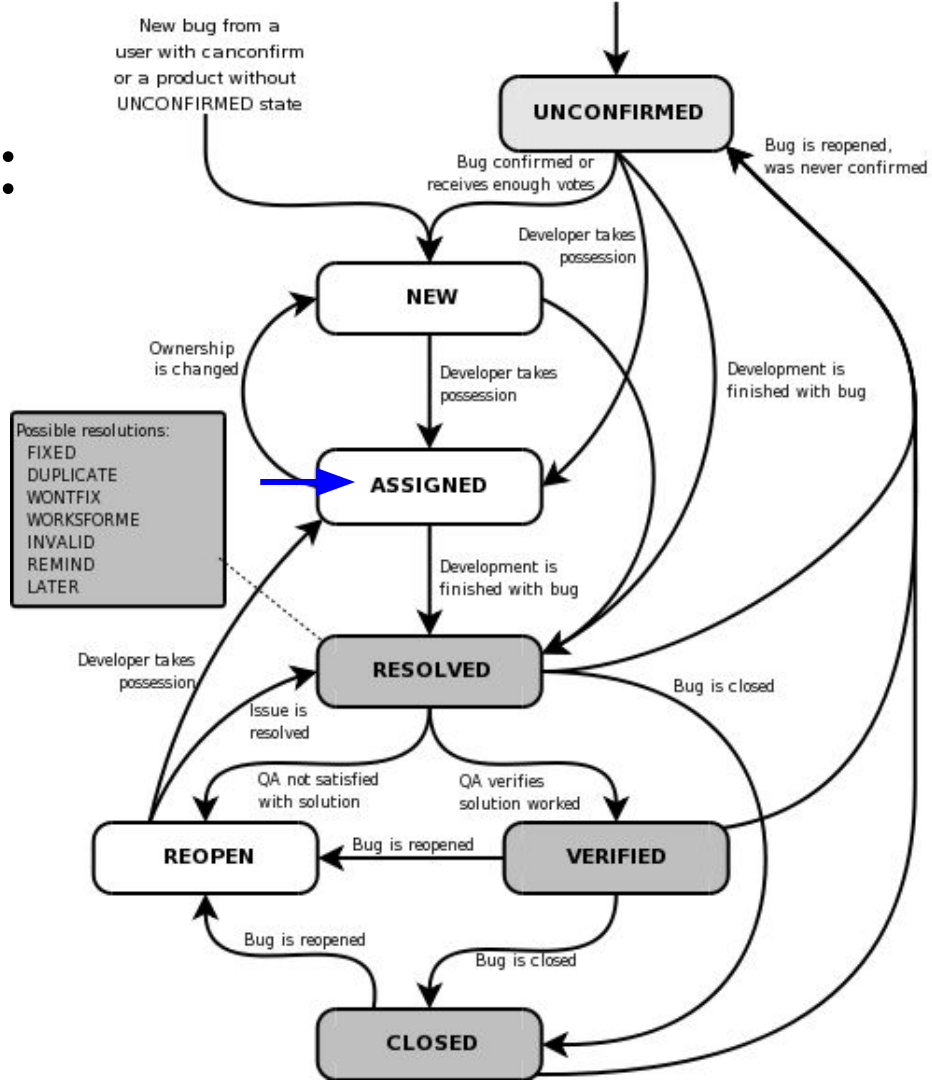 New bug from a
user with canconfirm
or a product without
UNCONFIRMED state
UNCONFIRMED
Bug is reopened,
was never confirmed
Bug confirmed or
receives enough votes
Developer takes
possession
NEW
Ownership
is changed
Developer takes
possession
Development is
finished with bug
Possible resolutions:
FIXED
DUPLICATE
WONTFIX
WORKSFORME
INVALID
REMIND
LATER
ASSIGNED
Development is
finished with bug
Developer takes
possession
RESOLVED
Bug is closed
Issue is
resolved
QA not satisfied
with solution
QA verifies
solution worked
REOPEN
Bug is reopened
VERIFIED
Bug is reopened
Bug is closed
CLOSED